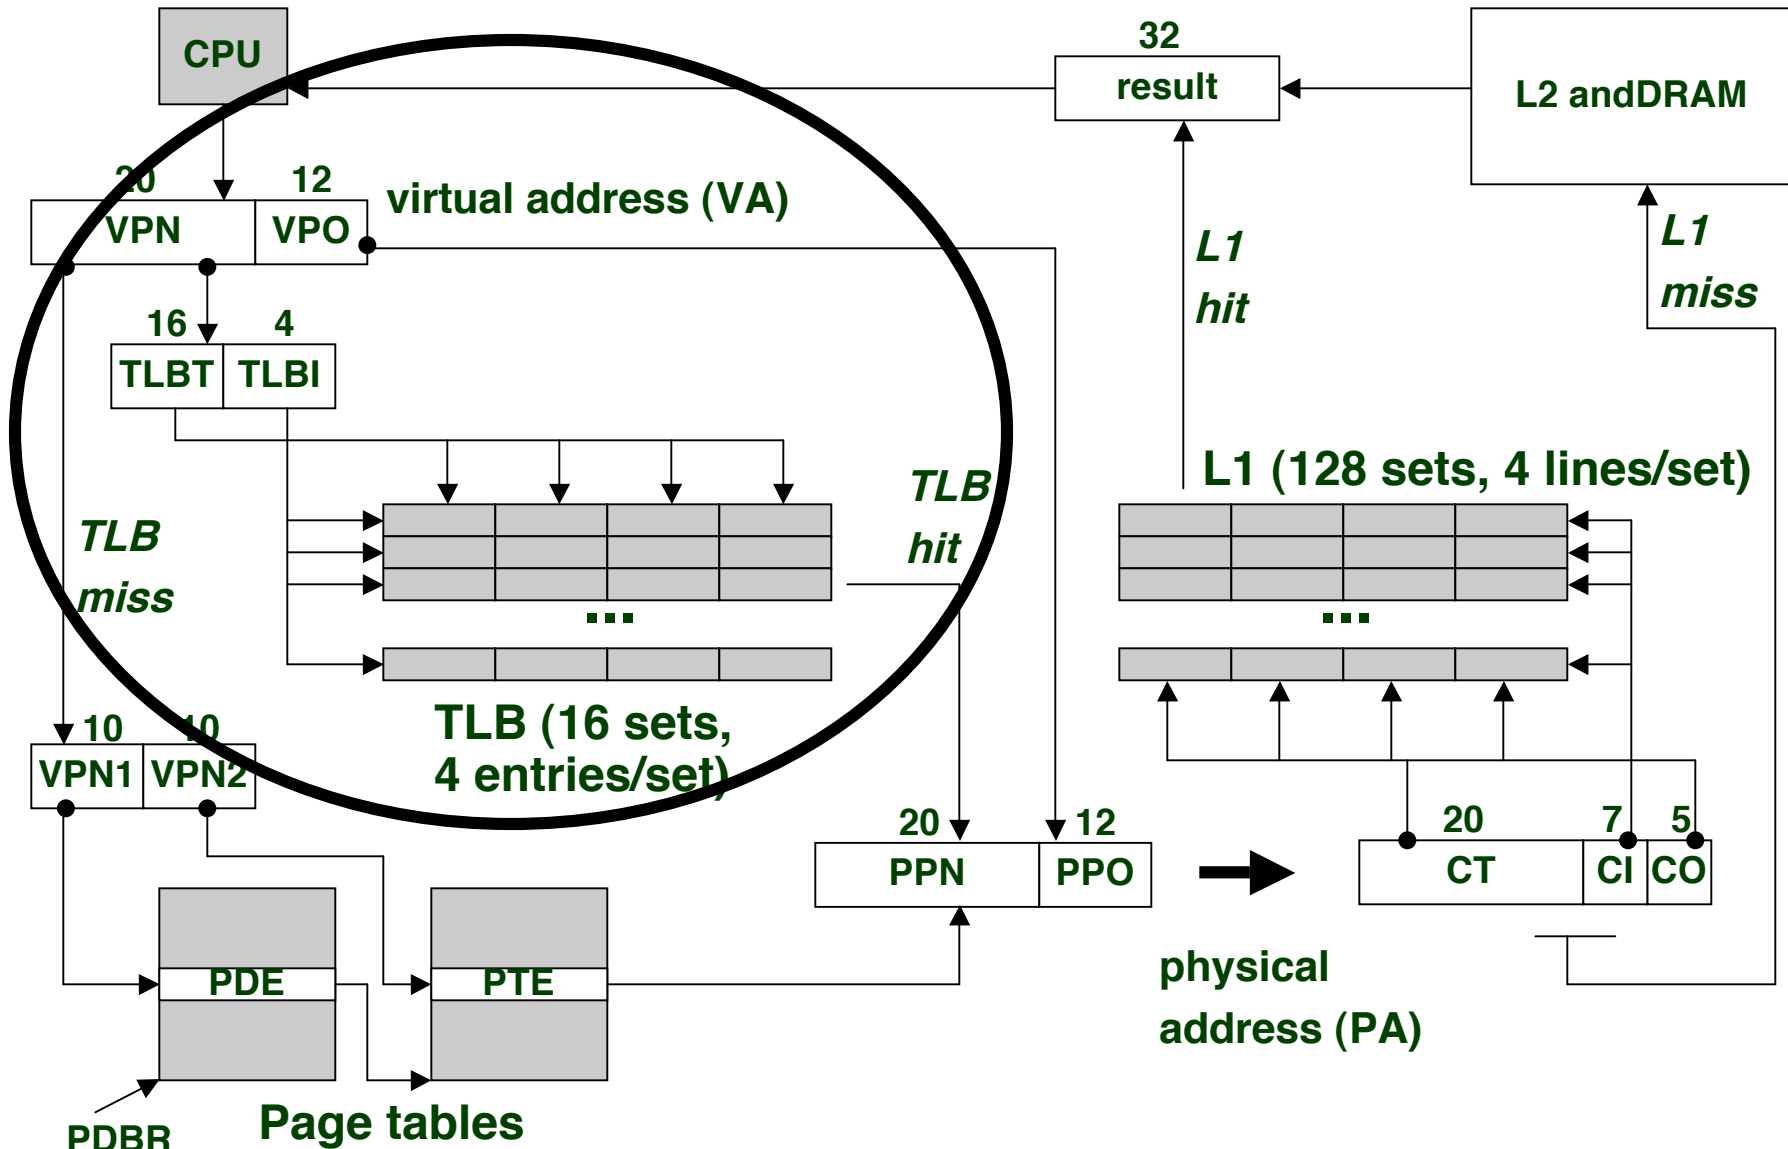 CPU
32
result
L2 andDRAM
20 12
virtual address (VA)
VPN VPO
L1
hit
L1
miss
16 4
TLBT TLBI
TLB
hit
L1 (128 sets, 4 lines/set)
TLB
miss
...
...
TLB (16 sets,
4 entries/set)
10 10
VPN1 VPN2
20 12
PPN PPO
20 7 5
CT CI CO
PDE
PTE
physical
address (PA)
PDBR
Page tables